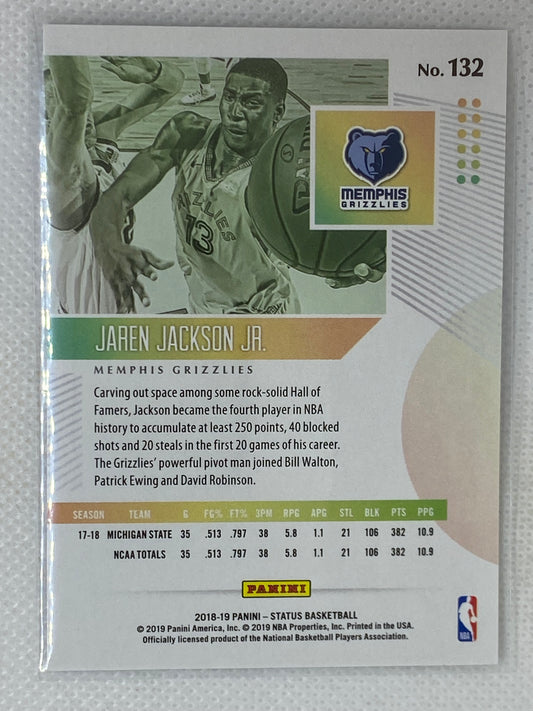 No. 132
SPALDING
MEMPHIS
GRIZZLIES
GRIZZLIES
13
JAREN JACKSON JR.
MEMPHIS GRIZZLIES
Carving out space among some rock-solid Hall of
Famers, Jackson became the fourth player in NBA
history to accumulate at least 250 points, 40 blocked
shots and 20 steals in the first 20 games of his career.
The Grizzlies' powerful pivot man joined Bill Walton,
Patrick Ewing and David Robinson.
SEASON TEAM G FG% FT% 3PM RPG APG STL BLK PTS PPG
17-18 MICHIGAN STATE 35 .513 .797 38 5.8 1.1 21 106 382 10.9
NCAA TOTALS 35 .513 .797 38 5.8 1.1 21 106 382 10.9
PANINI
2018-19 PANINI – STATUS BASKETBALL
© 2019 Panini America, Inc. © 2019 NBA Properties, Inc. Printed in the USA.
Officially licensed product of the National Basketball Players Association.
NBA